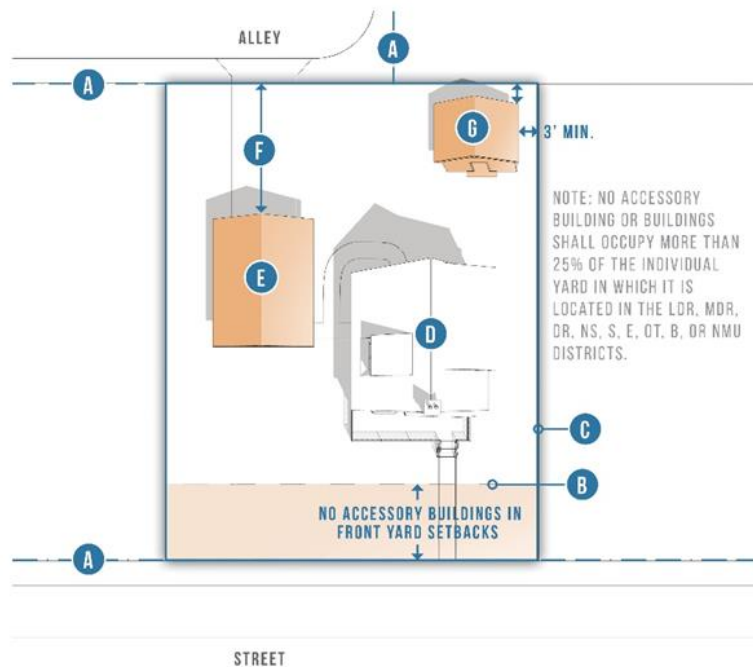 ALLEY
A
A
G
3' MIN.
F
NOTE: NO ACCESSORY
BUILDING OR BUILDINGS
SHALL OCCUPY MORE THAN
25% OF THE INDIVIDUAL
YARD IN WHICH IT IS
LOCATED IN THE LDR, MDR,
DR, NS, S, E, OT, B, OR NMU
DISTRICTS.
E
D
C
B
NO ACCESSORY BUILDINGS IN
FRONT YARD SETBACKS
A
STREET